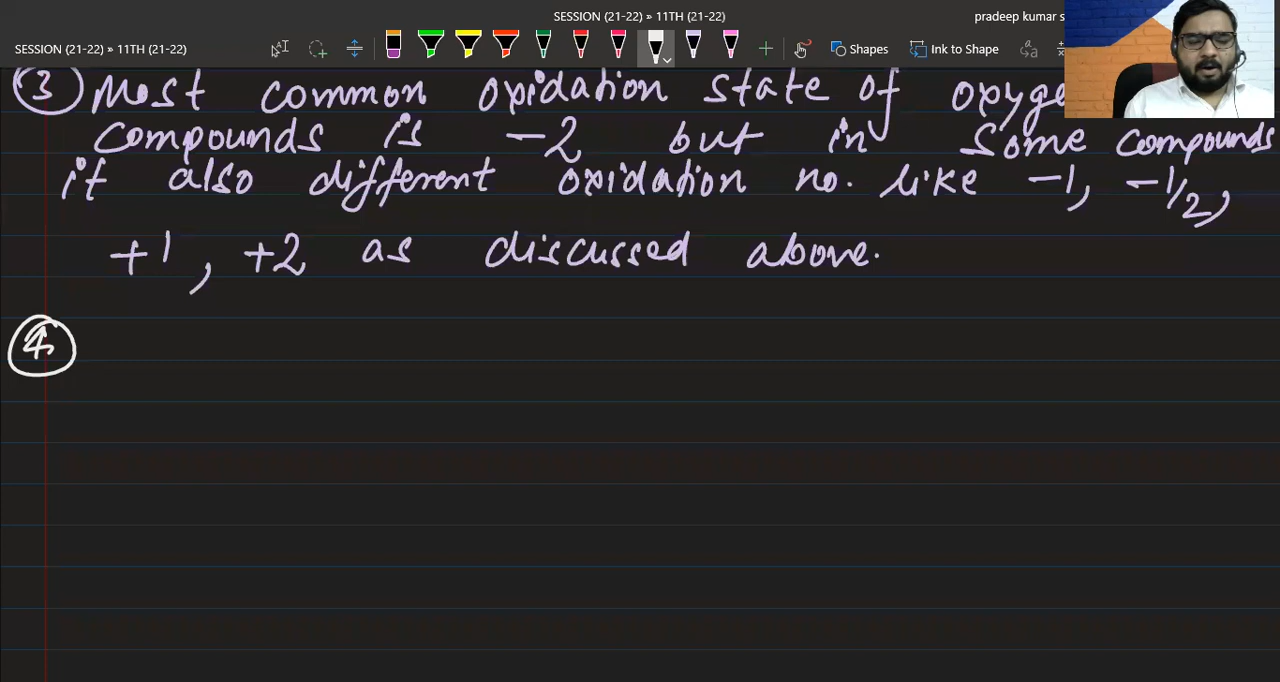 SESSION (21-22) » 11TH (21-22)
pradeep kumar s
SESSION (21-22) » 11TH (21-22)
Shapes
Ink to Shape
3 Most common oxidation state of oxyge
compounds is -2 but in some compounds
it also different oxidation no. like -1, -1/2,
+1, +2 as discussed above.
4